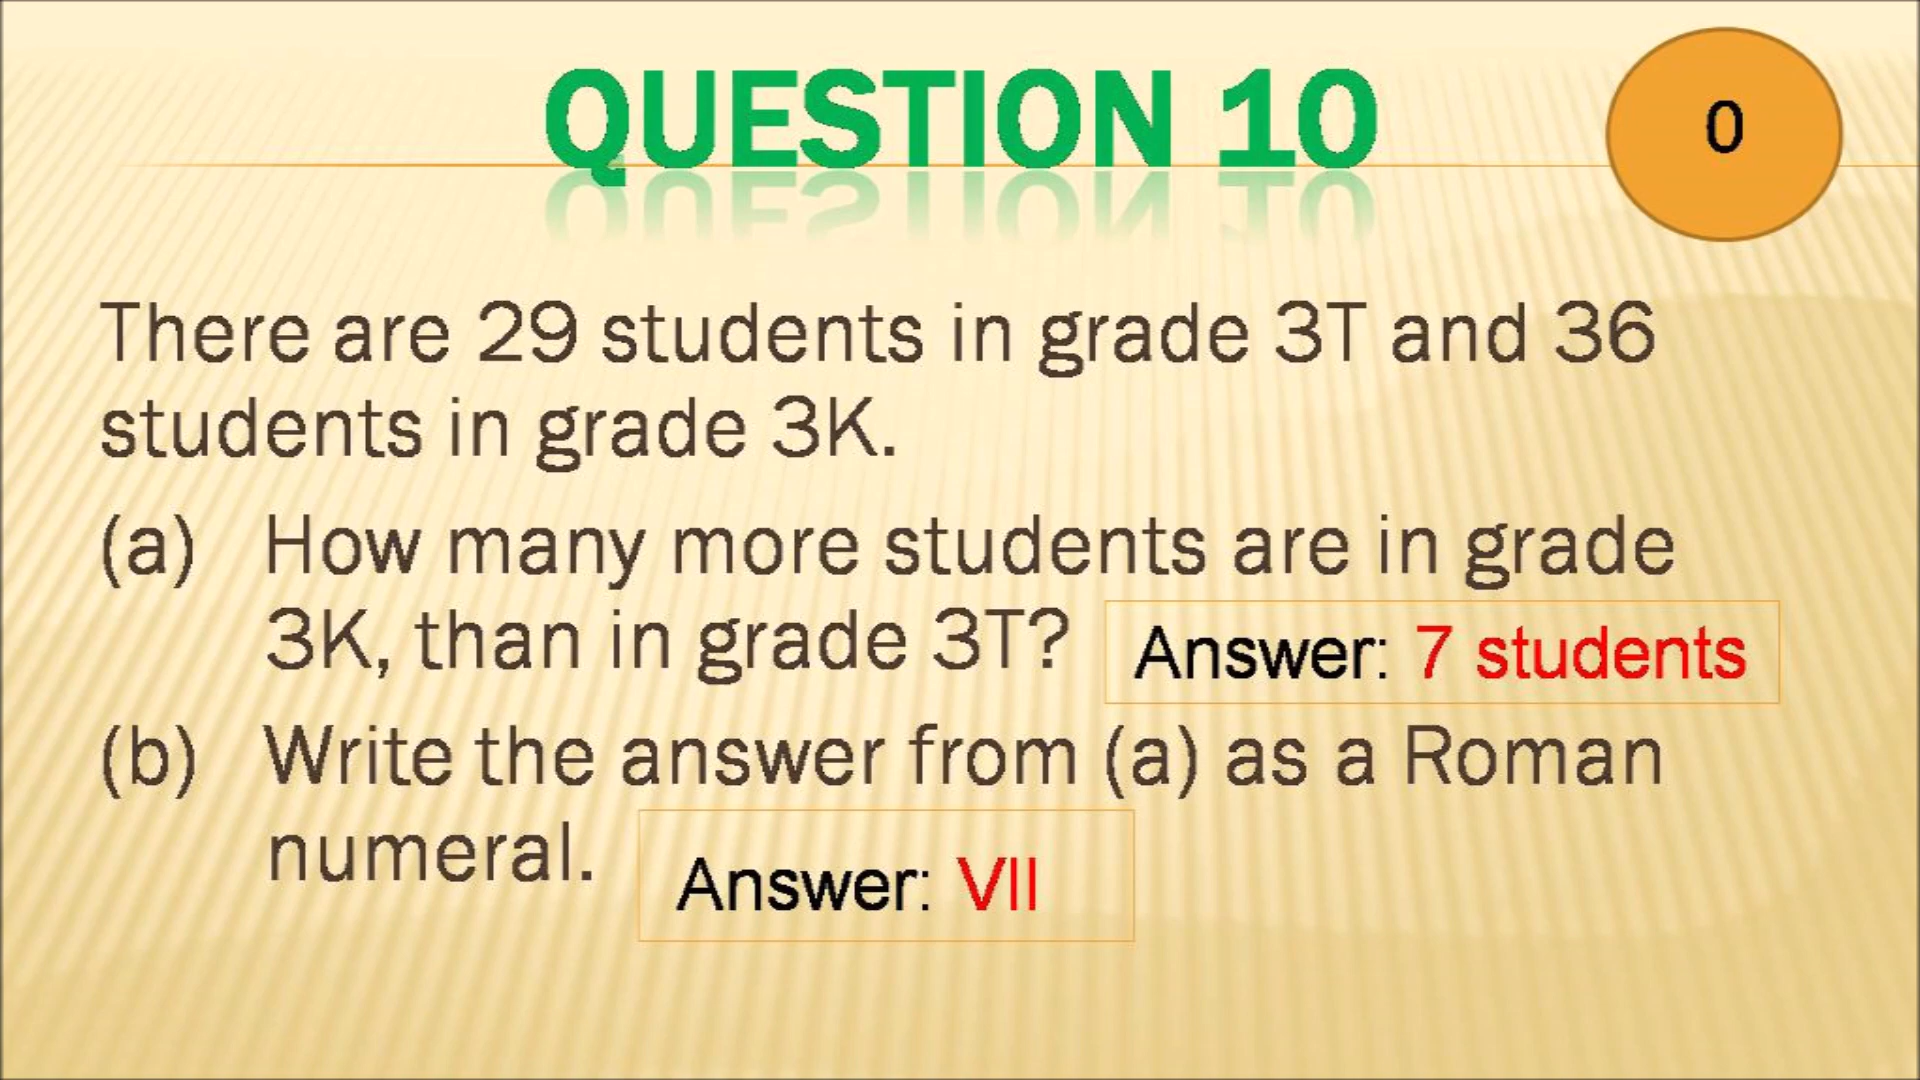 QUESTION 10
0
There are 29 students in grade 3T and 36
students in grade 3K.
(a) How many more students are in grade
3K, than in grade 3T? Answer: 7 students
(b) Write the answer from (a) as a Roman
numeral. Answer: VII